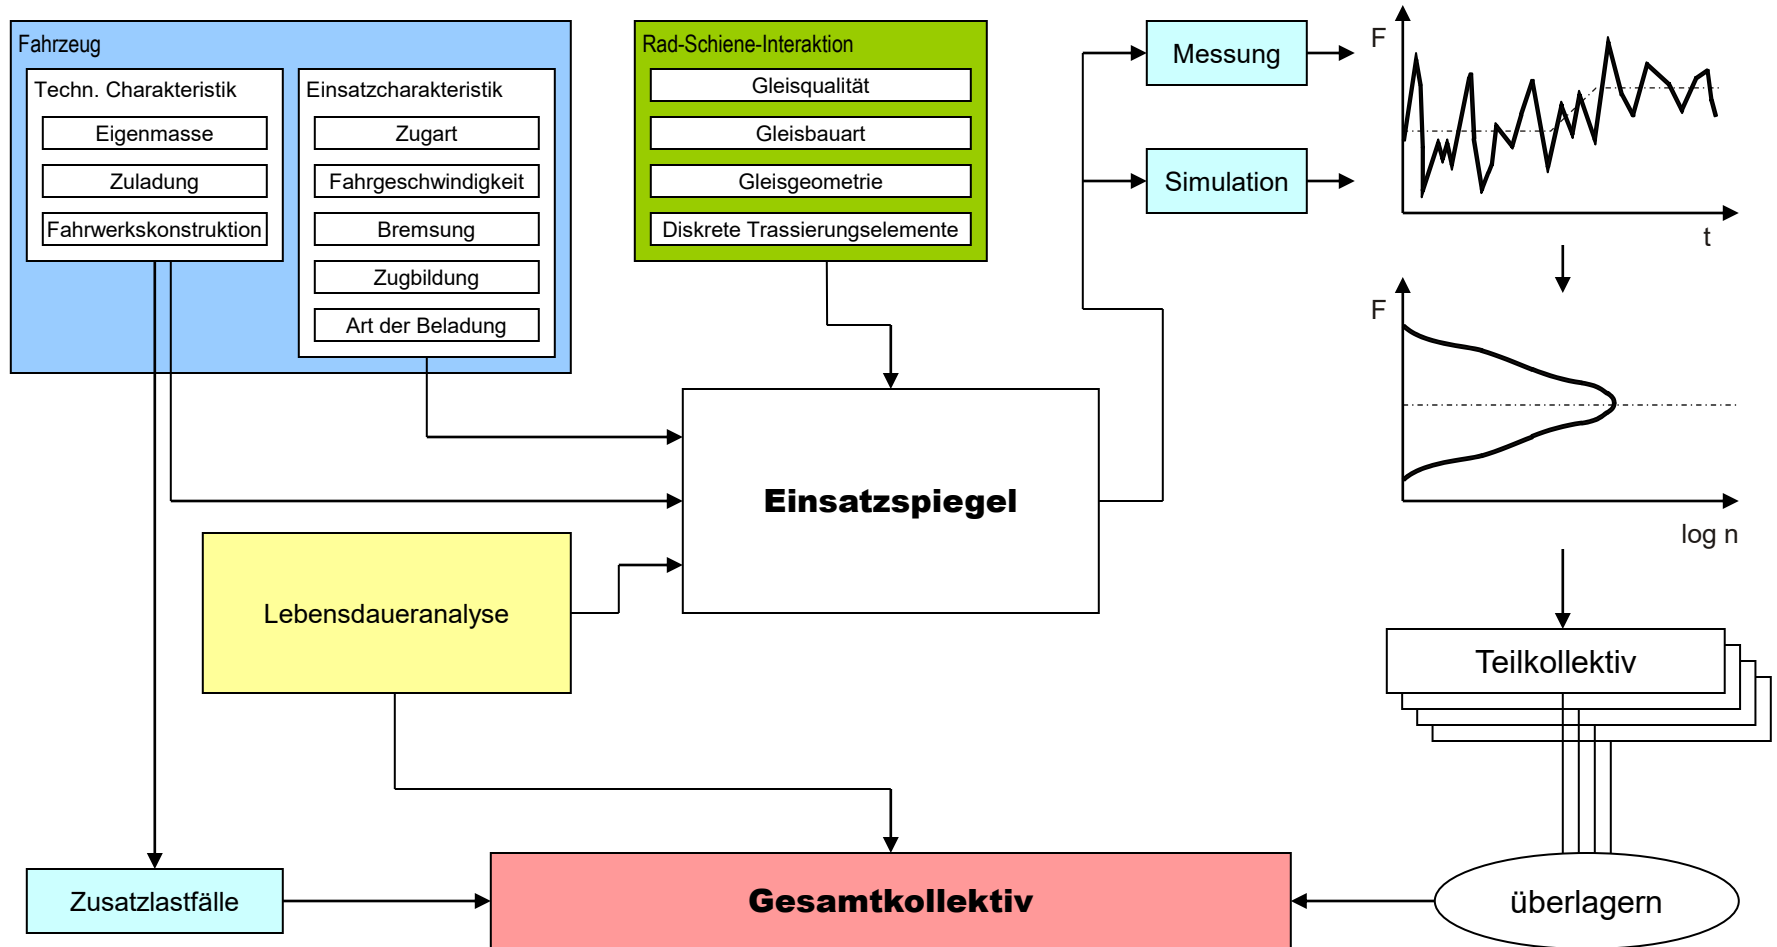 Fahrzeug
Techn. Charakteristik
Eigenmasse
Zuladung
Fahrwerkskonstruktion
Einsatzcharakteristik
Zugart
Fahrgeschwindigkeit
Bremsung
Zugbildung
Art der Beladung
Rad-Schiene-Interaktion
Gleisqualität
Gleisbauart
Gleisgeometrie
Diskrete Trassierungselemente
Messung
Simulation
F
t
F
log n
Einsatzspiegel
Lebensdaueranalyse
Teilkollektiv
Zusatzlastfälle
Gesamtkollektiv
überlagern